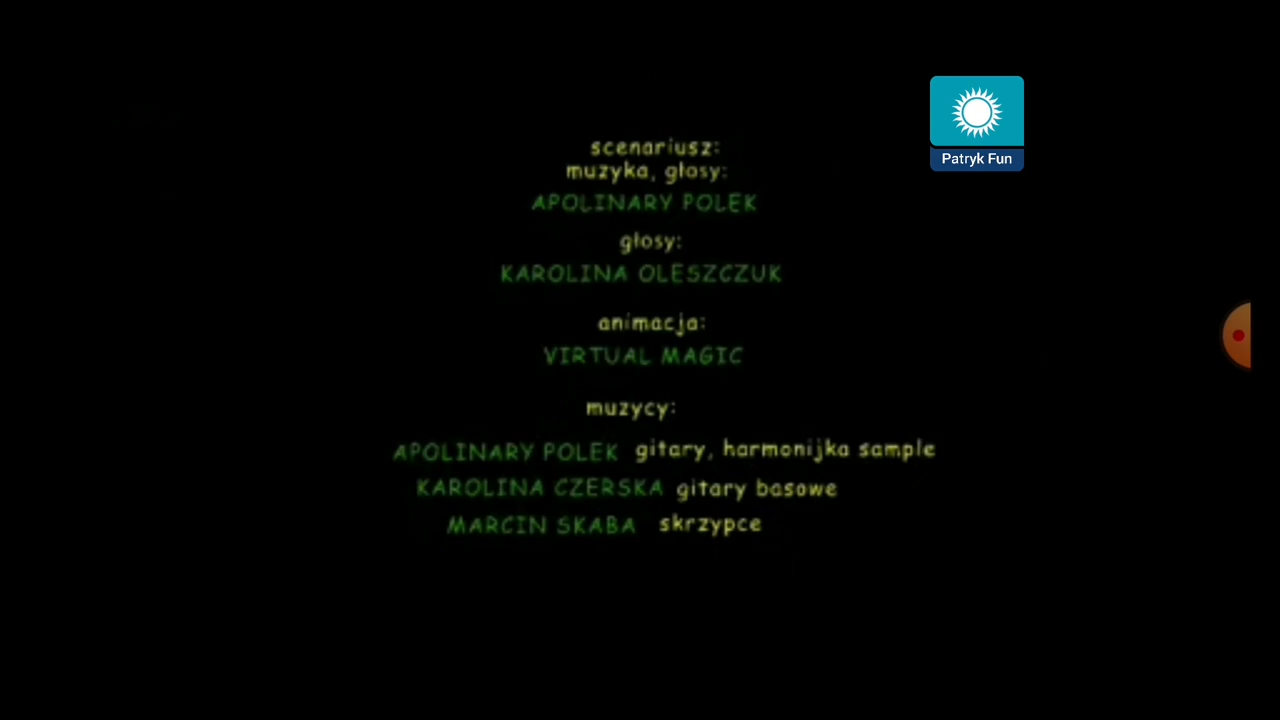 Patryk Fun
scenariusz:
muzyka, głosy:
APOLINARY POLEK
głosy:
KAROLINA OLESZCZUK
animacja:
VIRTUAL MAGIC
muzycy:
APOLINARY POLEK gitary, harmonijka sample
KAROLINA CZERSKA gitary basowe
MARCIN SKABA skrzypce